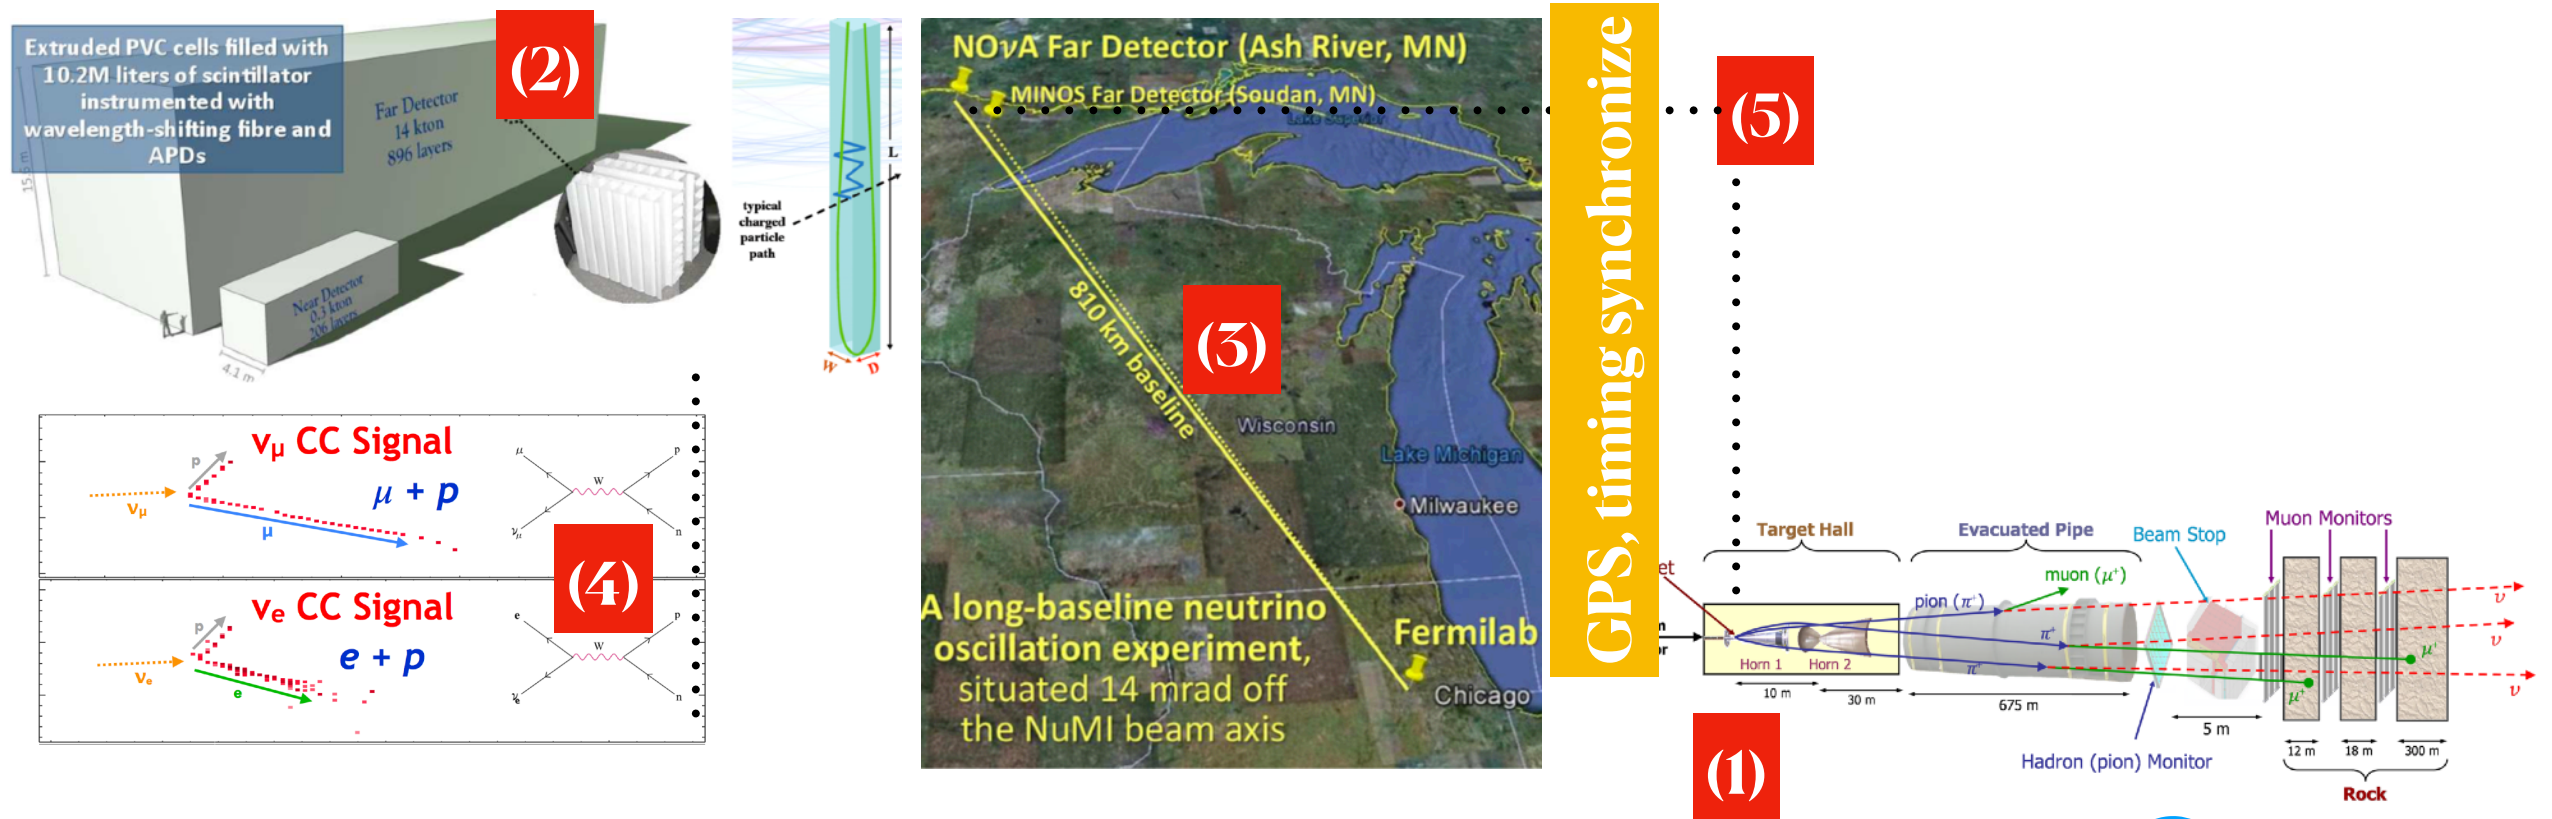 Extruded PVC cells filled with
10.2M liters of scintillator
instrumented with
wavelength-shifting fibre and
APDs
(2)
Far Detector
14 kton
896 layers
Near Detector
0.3 kton
206 layers
4.1 m
typical
charged
particle
path
L
W
D
νμ CC Signal
p
νμ
μ
μ + p
μ
p
W
νμ
n
(4)
νe CC Signal
p
νe
e
e + p
e
p
W
νe
n
NOνA Far Detector (Ash River, MN)
MINOS Far Detector (Soudan, MN)
Lake Superior
810 km baseline
(3)
Wisconsin
Lake Michigan
Milwaukee
A long-baseline neutrino
oscillation experiment,
situated 14 mrad off
the NuMI beam axis
Fermilab
Chicago
GPS, timing synchronize
(5)
Target Hall
Evacuated Pipe
Beam Stop
Muon Monitors
et
muon (μ+)
pion (π+)
π+
π+
ν
ν
ν
μ+
μ+
Horn 1
Horn 2
10 m
30 m
675 m
5 m
12 m
18 m
300 m
Hadron (pion) Monitor
Rock
(1)